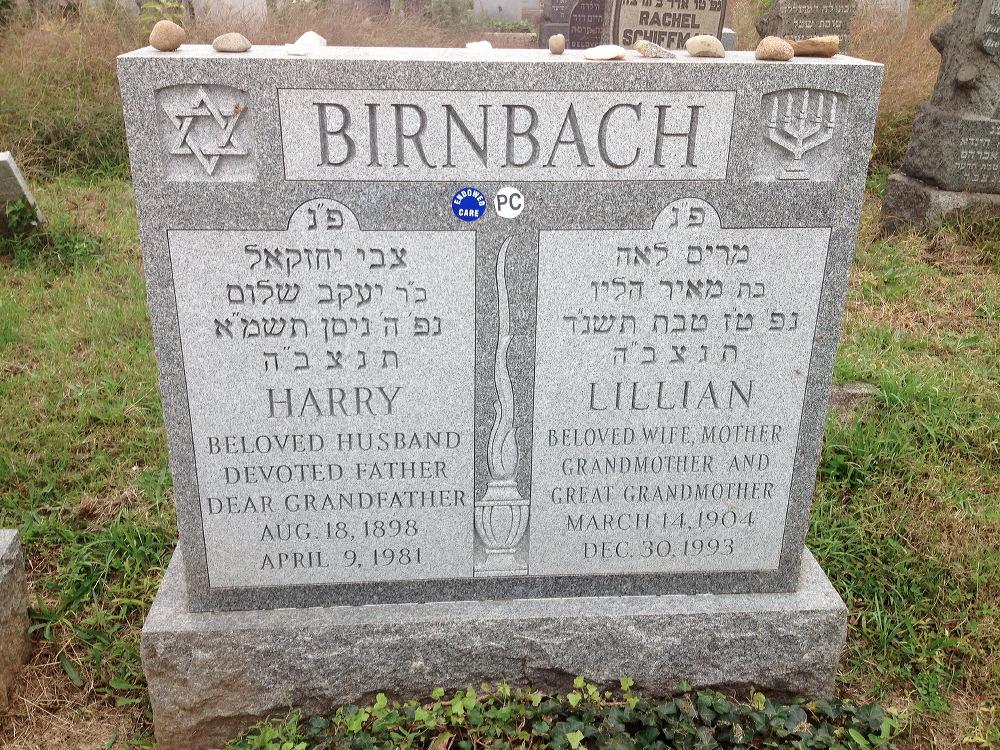 BIRNBACH
ENDOWED CARE
PC
פ״נ
צבי יחזקאל
ב״ר יעקב שלום
נפ׳ ה׳ ניסן תשמ״א
ת נ צ ב״ה
HARRY
BELOVED HUSBAND
DEVOTED FATHER
DEAR GRANDFATHER
AUG. 18, 1898
APRIL 9, 1981
פ״נ
מרים לאה
בת מאיר הלוי
נפ׳ ט״ז טבת תשנ״ד
ת נ צ ב״ה
LILLIAN
BELOVED WIFE, MOTHER
GRANDMOTHER AND
GREAT GRANDMOTHER
MARCH 14, 1904
DEC. 30, 1993
RACHEL